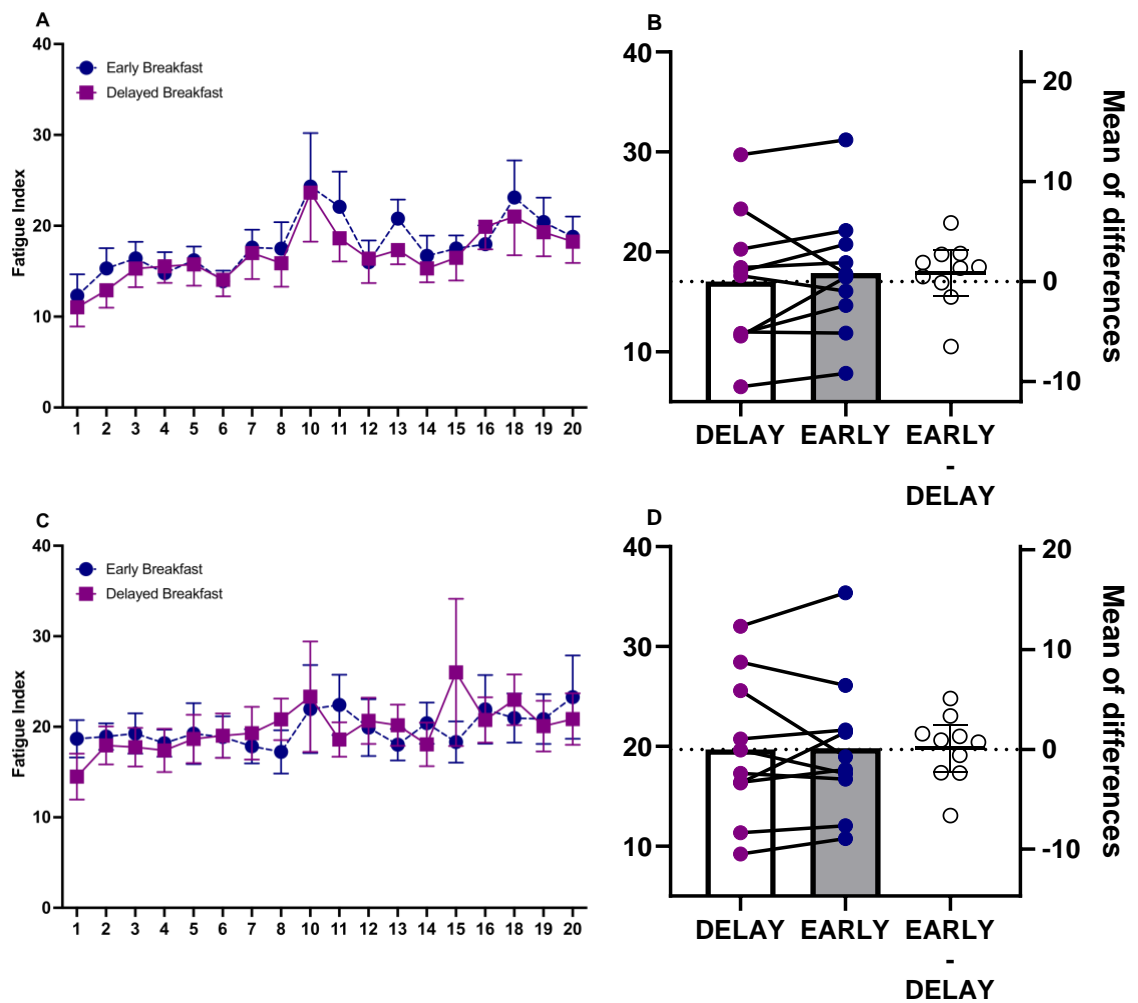 A
40
30
20
10
0
Fatigue Index
Early Breakfast
Delayed Breakfast
1 2 3 4 5 6 7 8 10 11 12 13 14 15 16 18 19 20
B
40
30
20
10
20
10
0
-10
Mean of differences
DELAY EARLY EARLY
-
DELAY
C
40
30
20
10
0
Fatigue Index
Early Breakfast
Delayed Breakfast
1 2 3 4 5 6 7 8 10 11 12 13 14 15 16 18 19 20
D
40
30
20
10
20
10
0
-10
Mean of differences
DELAY EARLY EARLY
-
DELAY